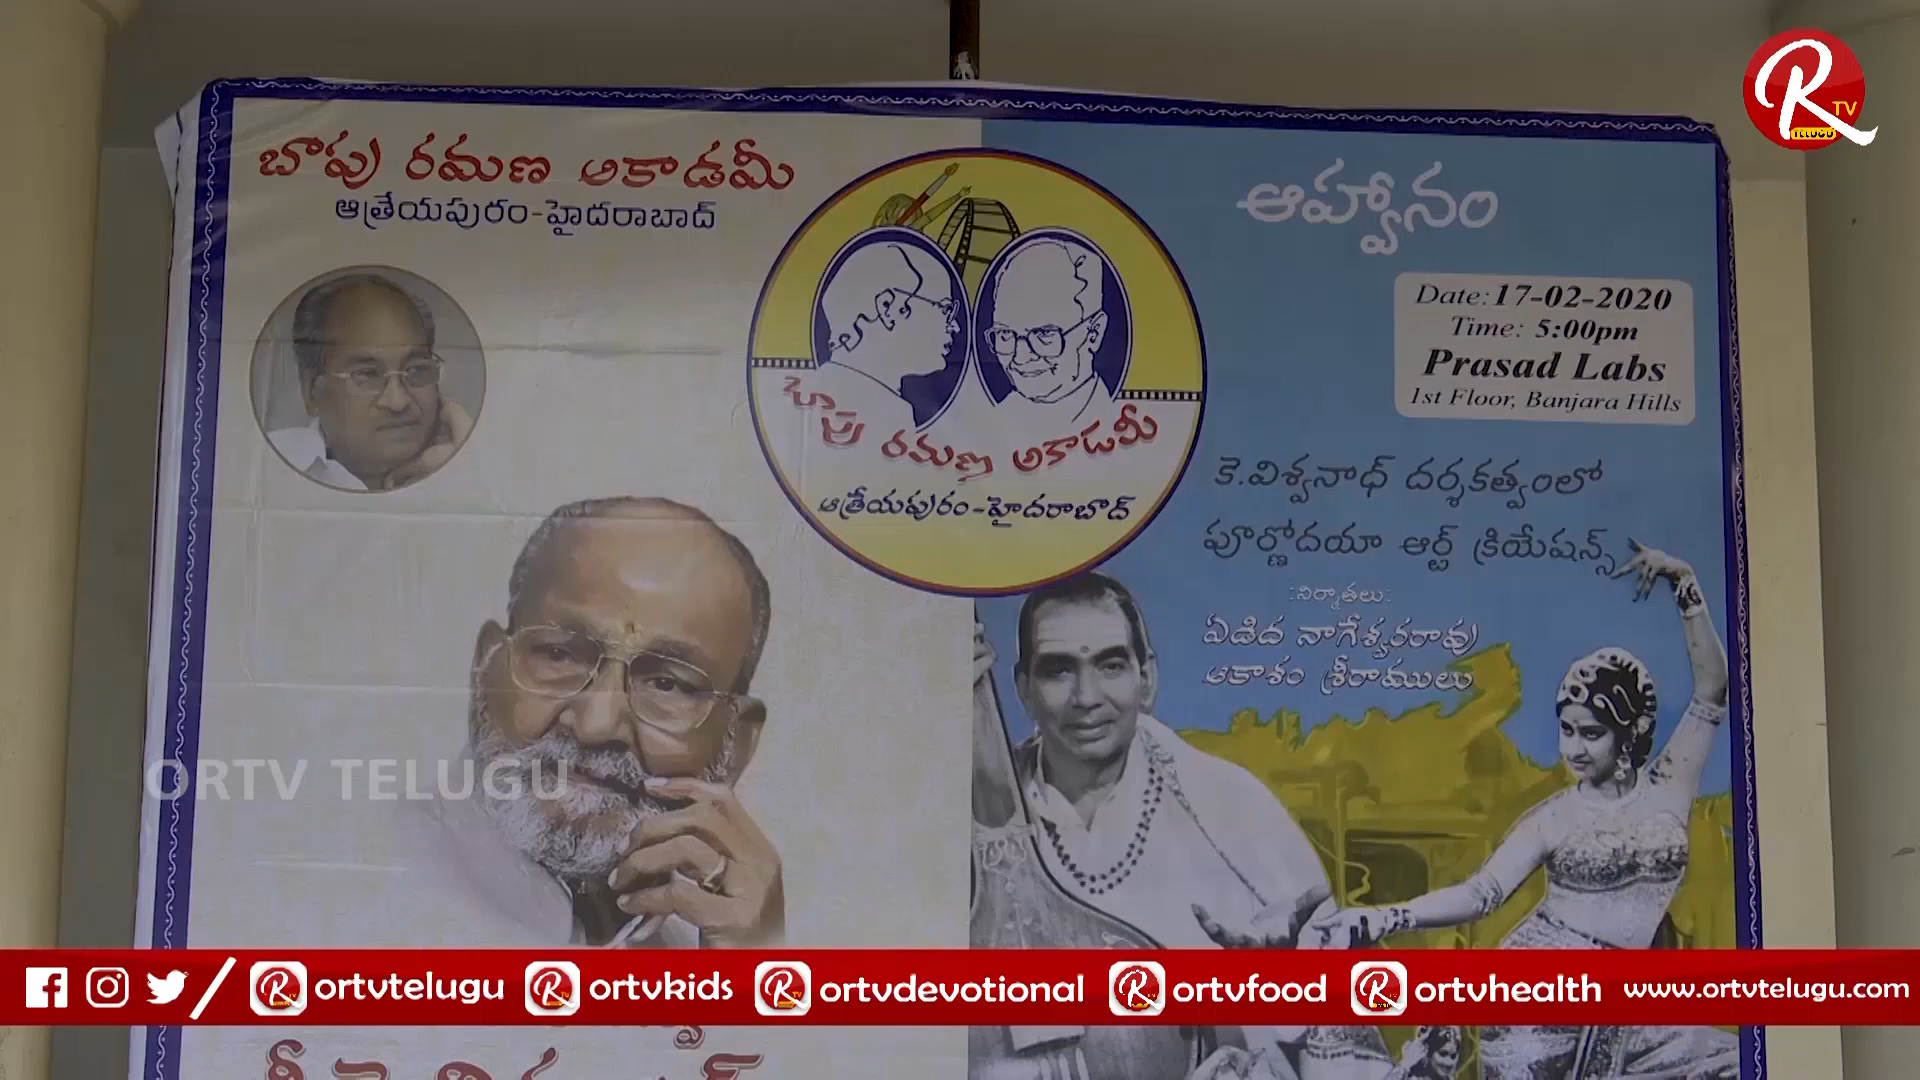 బాపు రమణ అకాడమీ
ఆత్రేయపురం-హైదరాబాద్
బాపు రమణ అకాడమీ
ఆత్రేయపురం-హైదరాబాద్
ఆహ్వానం
Date:17-02-2020
Time: 5:00pm
Prasad Labs
1st Floor, Banjara Hills
కె.విశ్వనాధ్ దర్శకత్వంలో
పూర్ణోదయా ఆర్ట్ క్రియేషన్స్
:నిర్మాతలు:
ఏడిద నాగేశ్వరరావు
ఆకాశం శ్రీరాములు
R TV
TELUGU
ORTV TELUGU
ortvtelugu ortvkids ortvdevotional ortvfood ortvhealth www.ortvtelugu.com